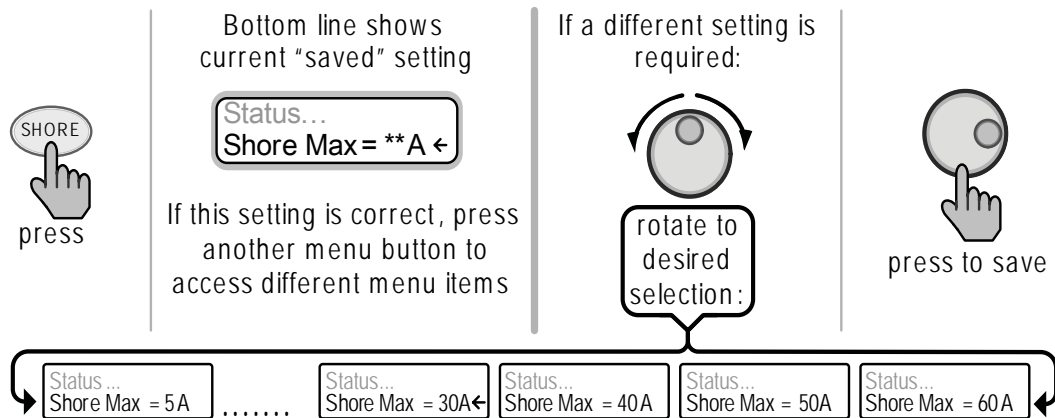 SHORE
press
Bottom line shows
current “saved” setting
Status...
Shore Max = **A ←
If this setting is correct, press
another menu button to
access different menu items
If a different setting is
required:
rotate to
desired
selection:
press to save
Status...
Shore Max = 5A
.......
Status...
Shore Max = 30A←
Status...
Shore Max = 40A
Status...
Shore Max = 50A
Status...
Shore Max = 60A